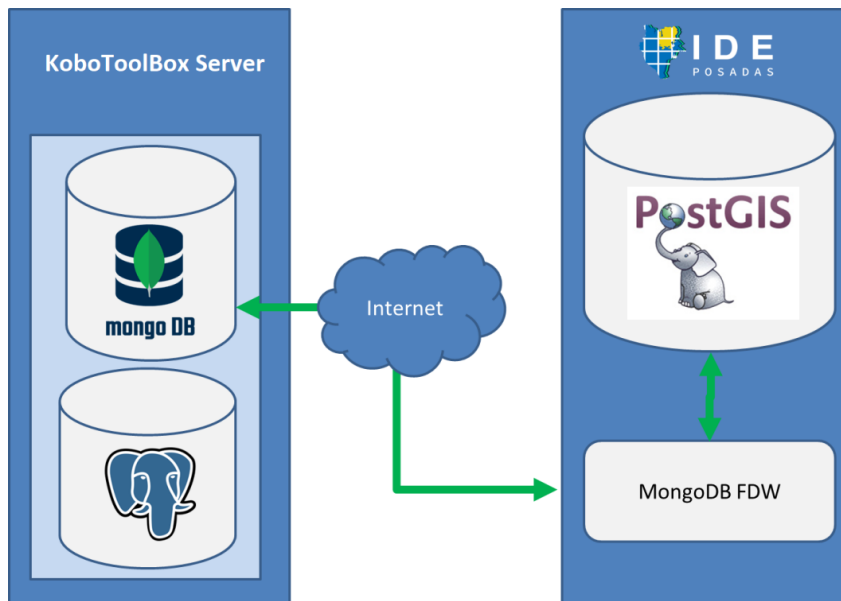 KoboToolBox Server
mongo DB
Internet
IDE
POSADAS
PostGIS
MongoDB FDW